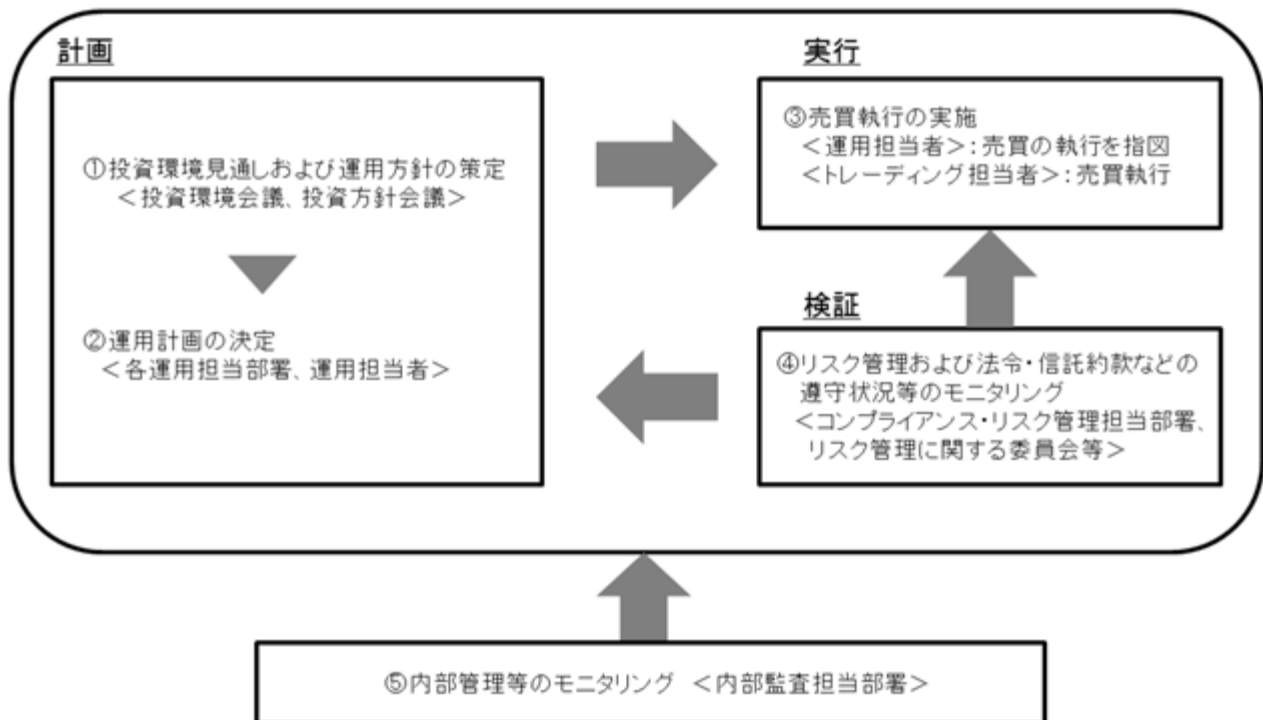 計画
①投資環境見通しおよび運用方針の策定
＜投資環境会議、投資方針会議＞
②運用計画の決定
＜各運用担当部署、運用担当者＞
実行
③売買執行の実施
＜運用担当者＞：売買の執行を指図
＜トレーディング担当者＞：売買執行
検証
④リスク管理および法令・信託約款などの
遵守状況等のモニタリング
＜コンプライアンス・リスク管理担当部署、
リスク管理に関する委員会等＞
⑤内部管理等のモニタリング ＜内部監査担当部署＞